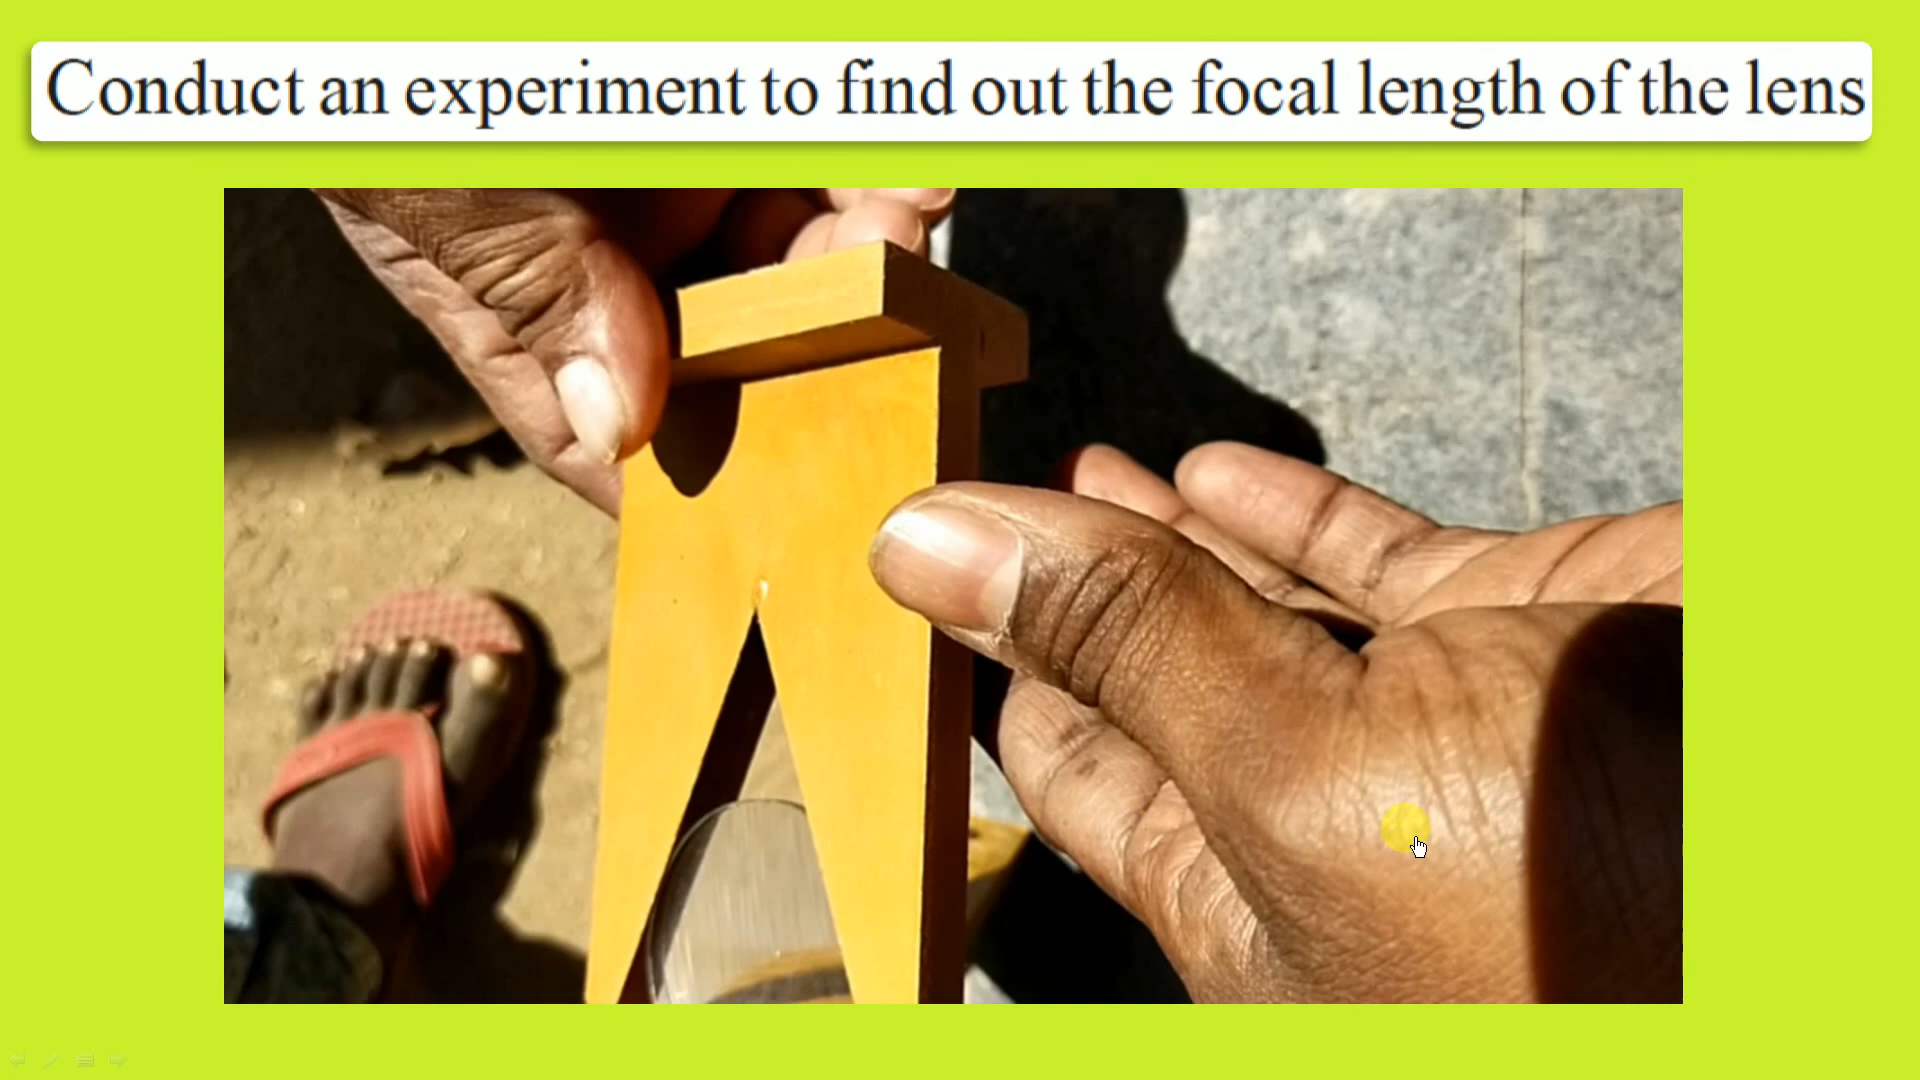 Conduct an experiment to find out the focal length of the lens